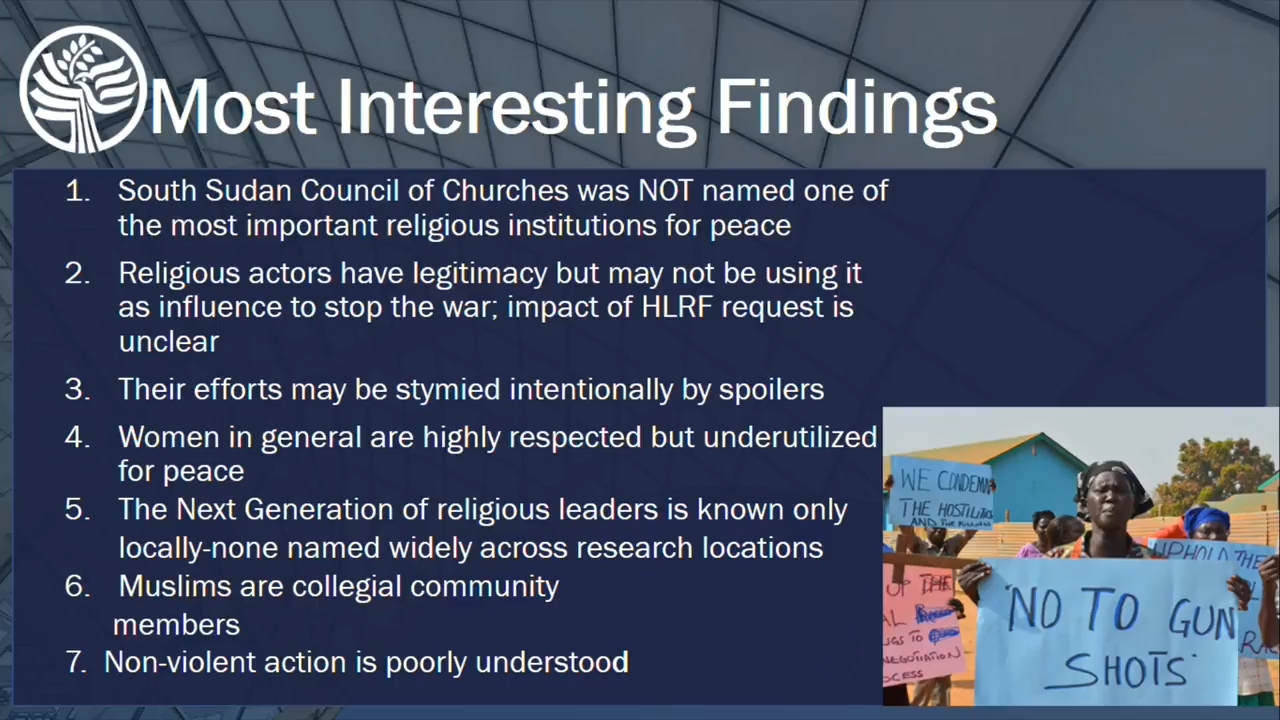 Most Interesting Findings
1. South Sudan Council of Churches was NOT named one of
the most important religious institutions for peace
2. Religious actors have legitimacy but may not be using it
as influence to stop the war; impact of HLRF request is
unclear
3. Their efforts may be stymied intentionally by spoilers
4. Women in general are highly respected but underutilized
for peace
5. The Next Generation of religious leaders is known only
locally-none named widely across research locations
6. Muslims are collegial community
members
7. Non-violent action is poorly understood
WE CONDEMN
THE HOSTILITIES
AND THE
UPHOLD THE
UP THE
TO
NEGOTIATION
'NO TO GUN
SHOTS'